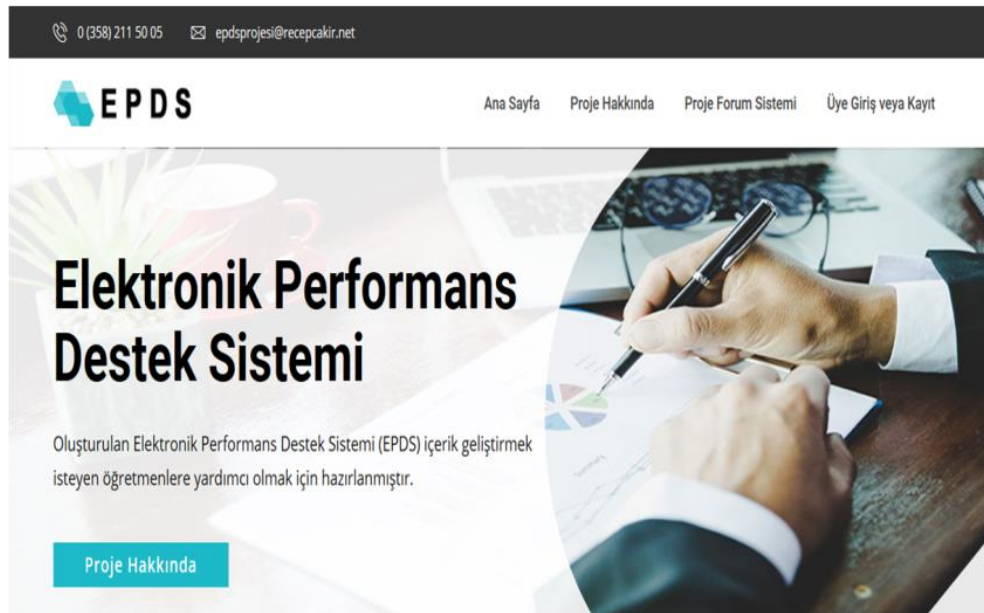 0 (358) 211 50 05 epdsprojesi@recepcakir.net
EPDS
Ana Sayfa Proje Hakkında Proje Forum Sistemi Üye Giriş veya Kayıt
Elektronik Performans
Destek Sistemi
Oluşturulan Elektronik Performans Destek Sistemi (EPDS) içerik geliştirmek
isteyen öğretmenlere yardımcı olmak için hazırlanmıştır.
Proje Hakkında